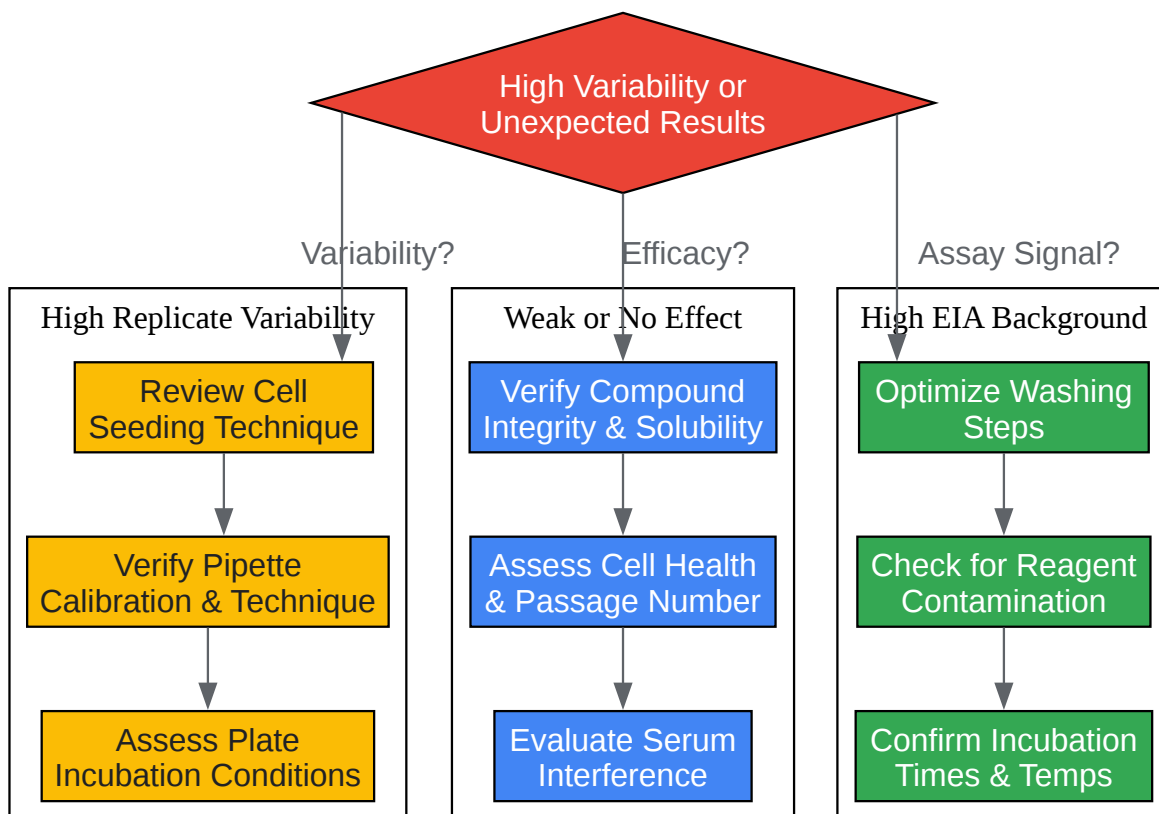 High Variability or
Unexpected Results
Variability?
Efficacy?
Assay Signal?
High Replicate Variability
Review Cell
Seeding Technique
Verify Pipette
Calibration & Technique
Assess Plate
Incubation Conditions
Weak or No Effect
Verify Compound
Integrity & Solubility
Assess Cell Health
& Passage Number
Evaluate Serum
Interference
High EIA Background
Optimize Washing
Steps
Check for Reagent
Contamination
Confirm Incubation
Times & Temps